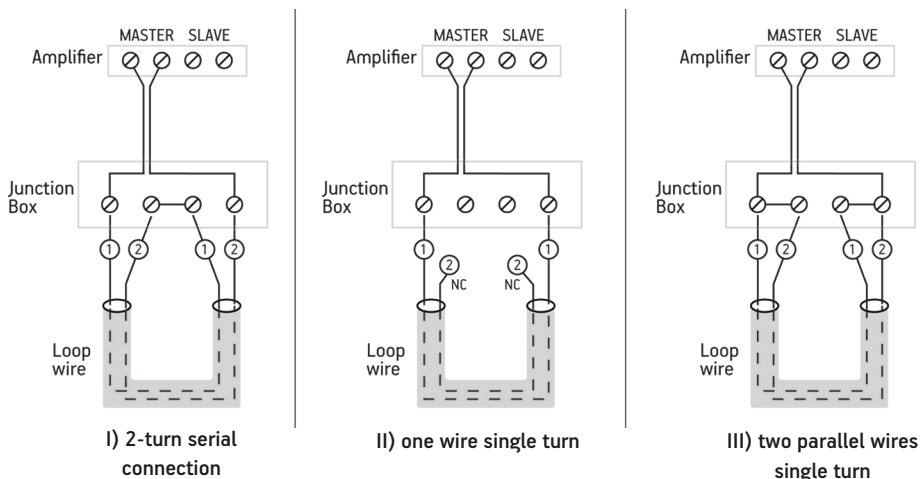 MASTER SLAVE
Amplifier
Junction
Box
1 2 1 2
Loop
wire
I) 2-turn serial
connection
MASTER SLAVE
Amplifier
Junction
Box
1 1
2 2
NC NC
Loop
wire
II) one wire single turn
MASTER SLAVE
Amplifier
Junction
Box
1 2 1 2
Loop
wire
III) two parallel wires
single turn